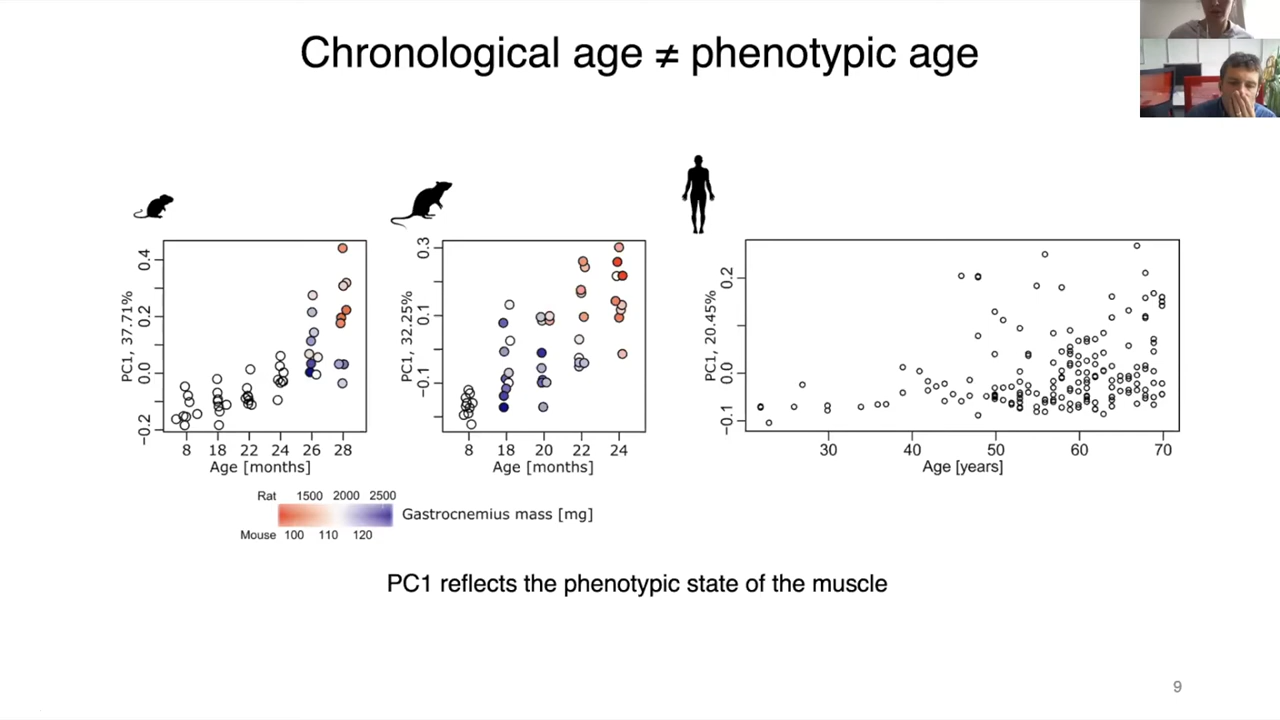 Chronological age ≠ phenotypic age
PC1, 37.71%
0.4
0.2
0.0
−0.2
8 18 22 24 26 28
Age [months]
PC1, 32.25%
0.3
0.1
−0.1
8 18 20 22 24
Age [months]
PC1, 20.45%
0.2
0.0
−0.1
30 40 50 60 70
Age [years]
Rat 1500 2000 2500
Gastrocnemius mass [mg]
Mouse 100 110 120
PC1 reflects the phenotypic state of the muscle
9